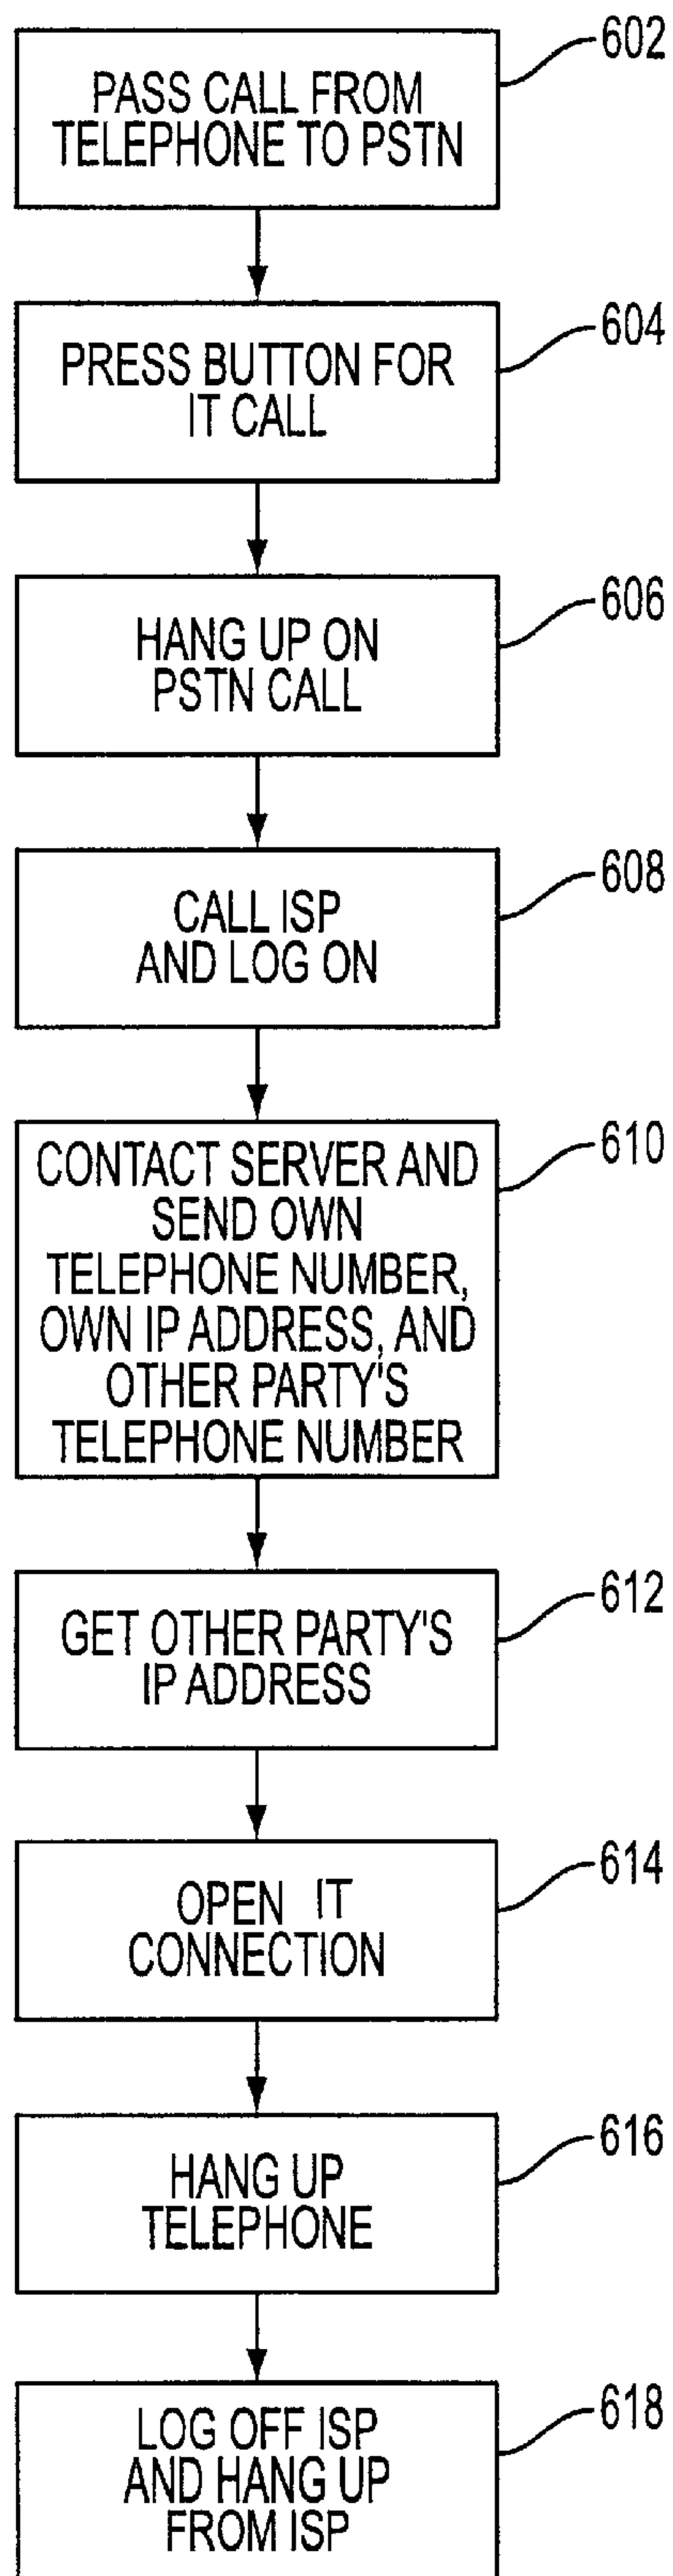 602
PASS CALL FROM
TELEPHONE TO PSTN
604
PRESS BUTTON FOR
IT CALL
606
HANG UP ON
PSTN CALL
608
CALL ISP
AND LOG ON
610
CONTACT SERVER AND
SEND OWN
TELEPHONE NUMBER,
OWN IP ADDRESS, AND
OTHER PARTY'S
TELEPHONE NUMBER
612
GET OTHER PARTY'S
IP ADDRESS
614
OPEN IT
CONNECTION
616
HANG UP
TELEPHONE
618
LOG OFF ISP
AND HANG UP
FROM ISP